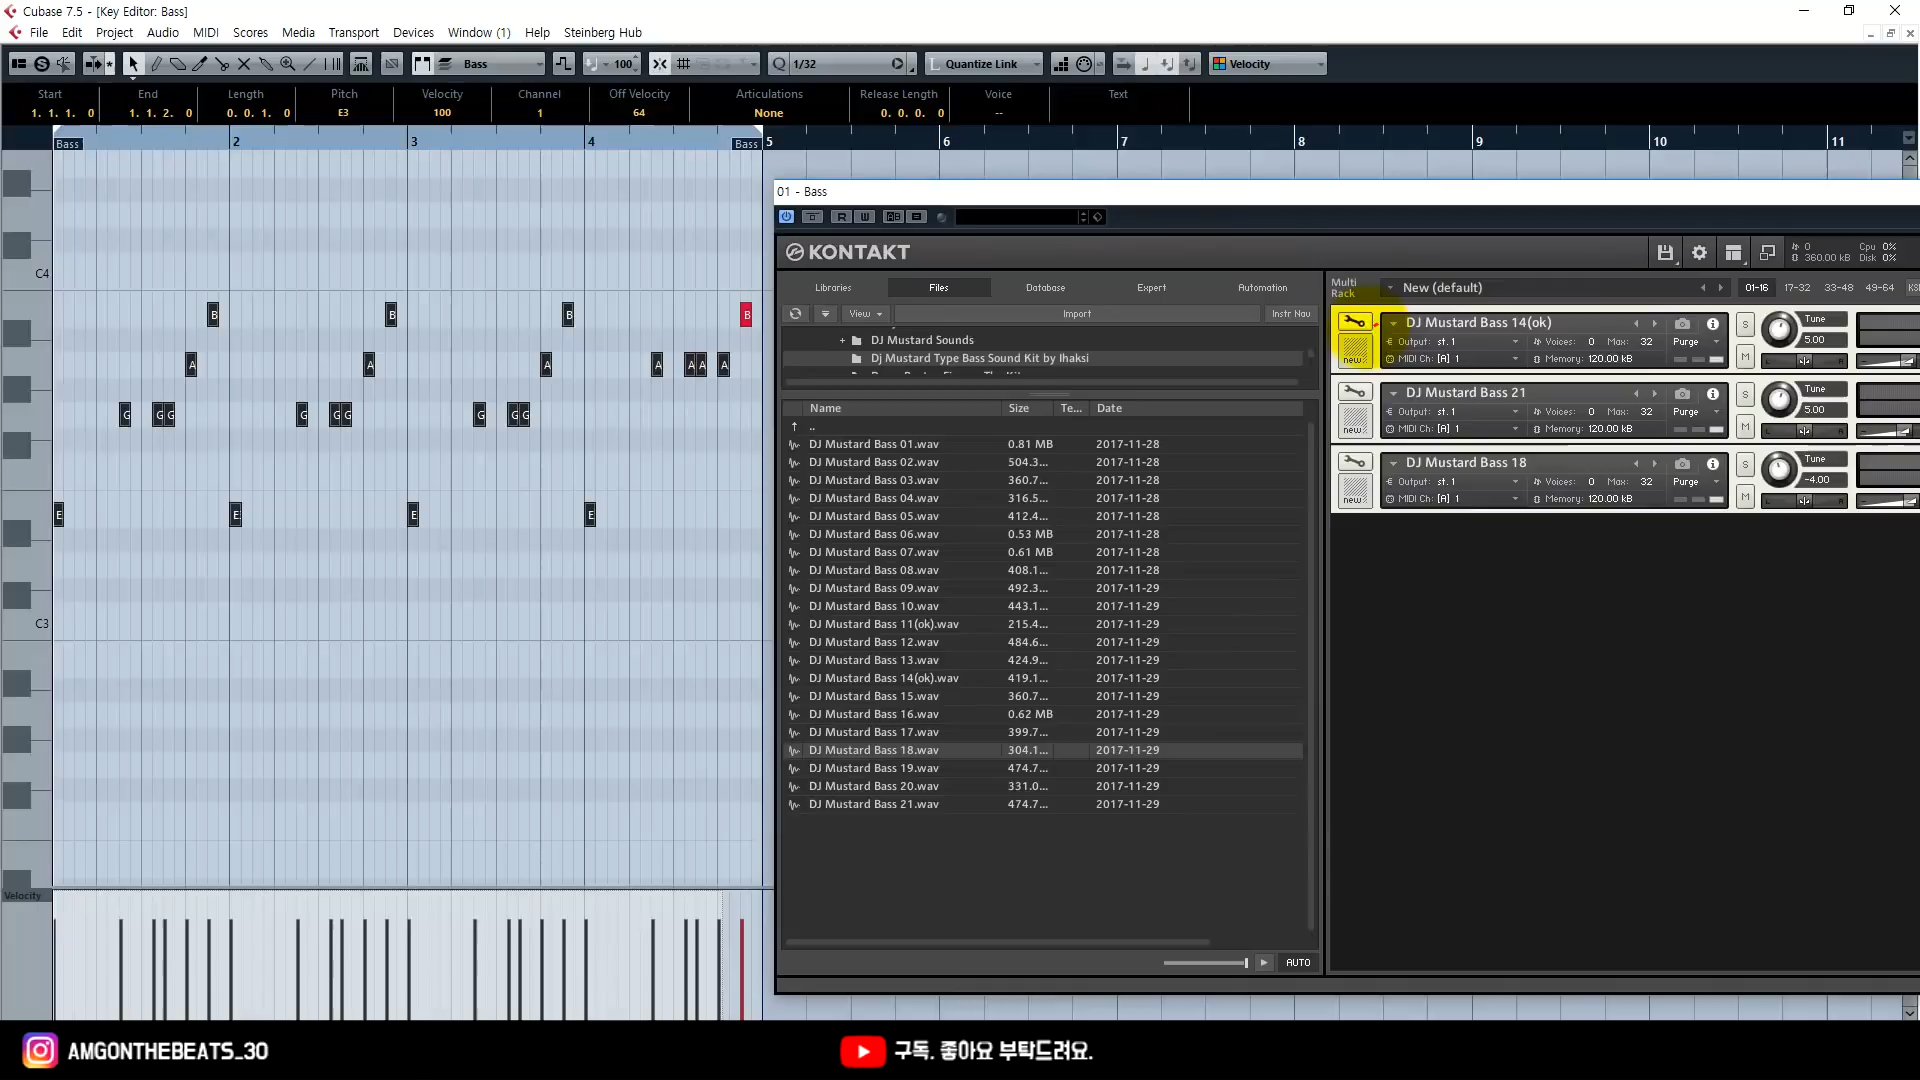 Cubase 7.5 - [Key Editor: Bass]
File Edit Project Audio MIDI Scores Media Transport Devices Window (1) Help Steinberg Hub
Bass 100 1/32 Quantize Link Velocity
Start End Length Pitch Velocity Channel Off Velocity Articulations Release Length Voice Text
1. 1. 1. 0 1. 1. 2. 0 0. 0. 1. 0 E3 100 1 64 None 0. 0. 0. 0 --
Bass 2 3 4 Bass 5 6 7 8 9 10 11
01 - Bass
C4
C3
B B B B
A A A A A A A
G G G G G G G G G
E E E E
Velocity
KONTAKT
0 360.00 kB Cpu 0% Disk 0%
Libraries Files Database Expert Automation
View Import Instr Nav
DJ Mustard Sounds
Dj Mustard Type Bass Sound Kit by Ihaksi
Name Size Te... Date
..
DJ Mustard Bass 01.wav 0.81 MB 2017-11-28
DJ Mustard Bass 02.wav 504.3... 2017-11-28
DJ Mustard Bass 03.wav 360.7... 2017-11-28
DJ Mustard Bass 04.wav 316.5... 2017-11-28
DJ Mustard Bass 05.wav 412.4... 2017-11-28
DJ Mustard Bass 06.wav 0.53 MB 2017-11-28
DJ Mustard Bass 07.wav 0.61 MB 2017-11-28
DJ Mustard Bass 08.wav 408.1... 2017-11-28
DJ Mustard Bass 09.wav 492.3... 2017-11-29
DJ Mustard Bass 10.wav 443.1... 2017-11-29
DJ Mustard Bass 11(ok).wav 215.4... 2017-11-29
DJ Mustard Bass 12.wav 484.6... 2017-11-29
DJ Mustard Bass 13.wav 424.9... 2017-11-29
DJ Mustard Bass 14(ok).wav 419.1... 2017-11-29
DJ Mustard Bass 15.wav 360.7... 2017-11-29
DJ Mustard Bass 16.wav 0.62 MB 2017-11-29
DJ Mustard Bass 17.wav 399.7... 2017-11-29
DJ Mustard Bass 18.wav 304.1... 2017-11-29
DJ Mustard Bass 19.wav 474.7... 2017-11-29
DJ Mustard Bass 20.wav 331.0... 2017-11-29
DJ Mustard Bass 21.wav 474.7... 2017-11-29
AUTO
Multi Rack New (default) 01-16 17-32 33-48 49-64
DJ Mustard Bass 14(ok) S Tune
Output: st.1 Voices: 0 Max: 32 Purge 5.00
new MIDI Ch: [A] 1 Memory: 120.00 kB M
DJ Mustard Bass 21 S Tune
Output: st.1 Voices: 0 Max: 32 Purge 5.00
new MIDI Ch: [A] 1 Memory: 120.00 kB M
DJ Mustard Bass 18 S Tune
Output: st.1 Voices: 0 Max: 32 Purge -4.00
new MIDI Ch: [A] 1 Memory: 120.00 kB M
AMGONTHEBEATS_30
구독. 좋아요 부탁드려요.